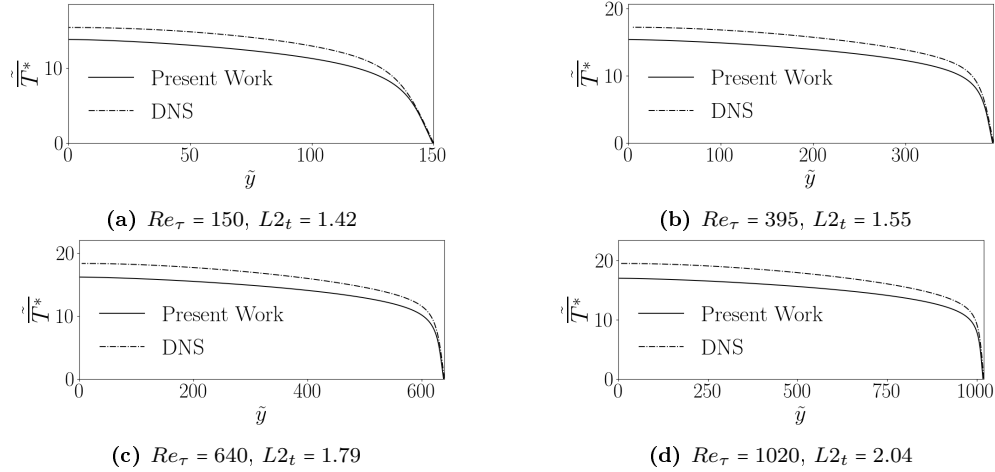 10
0
T̃*
Present Work
DNS
0
50
100
150
ỹ
(a) Reτ = 150, L2t = 1.42
20
10
0
T̃*
Present Work
DNS
0
100
200
300
ỹ
(b) Reτ = 395, L2t = 1.55
20
10
0
T̃*
Present Work
DNS
0
200
400
600
ỹ
(c) Reτ = 640, L2t = 1.79
20
10
0
T̃*
Present Work
DNS
0
250
500
750
1000
ỹ
(d) Reτ = 1020, L2t = 2.04